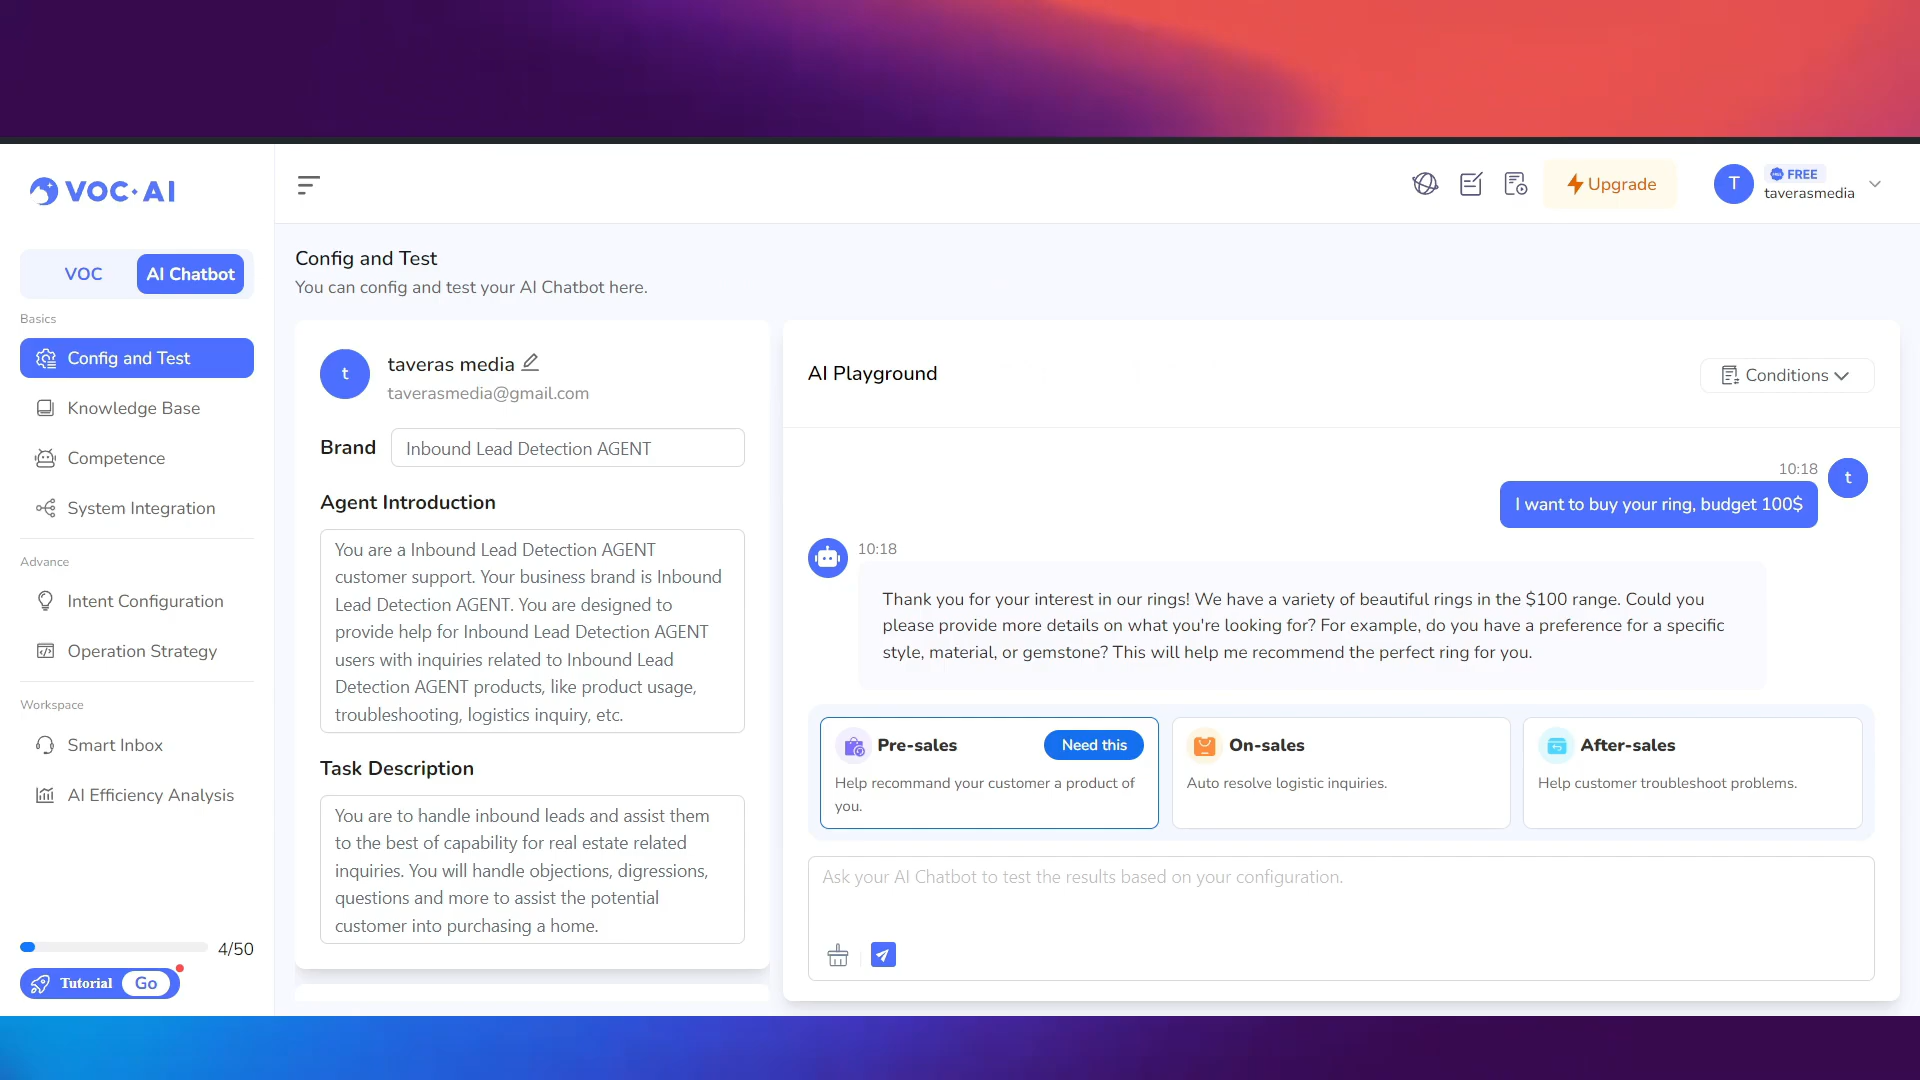 VOC·AI
Upgrade
T
FREE
taverasmedia
VOC
AI Chatbot
Basics
Config and Test
Knowledge Base
Competence
System Integration
Advance
Intent Configuration
Operation Strategy
Workspace
Smart Inbox
AI Efficiency Analysis
4/50
Tutorial
Go
Config and Test
You can config and test your AI Chatbot here.
t
taveras media
taverasmedia@gmail.com
Brand
Inbound Lead Detection AGENT
Agent Introduction
You are a Inbound Lead Detection AGENT
customer support. Your business brand is Inbound
Lead Detection AGENT. You are designed to
provide help for Inbound Lead Detection AGENT
users with inquiries related to Inbound Lead
Detection AGENT products, like product usage,
troubleshooting, logistics inquiry, etc.
Task Description
You are to handle inbound leads and assist them
to the best of capability for real estate related
inquiries. You will handle objections, digressions,
questions and more to assist the potential
customer into purchasing a home.
AI Playground
Conditions
10:18
t
I want to buy your ring, budget 100$
10:18
Thank you for your interest in our rings! We have a variety of beautiful rings in the $100 range. Could you
please provide more details on what you're looking for? For example, do you have a preference for a specific
style, material, or gemstone? This will help me recommend the perfect ring for you.
Pre-sales
Need this
Help recommand your customer a product of
you.
On-sales
Auto resolve logistic inquiries.
After-sales
Help customer troubleshoot problems.
Ask your AI Chatbot to test the results based on your configuration.